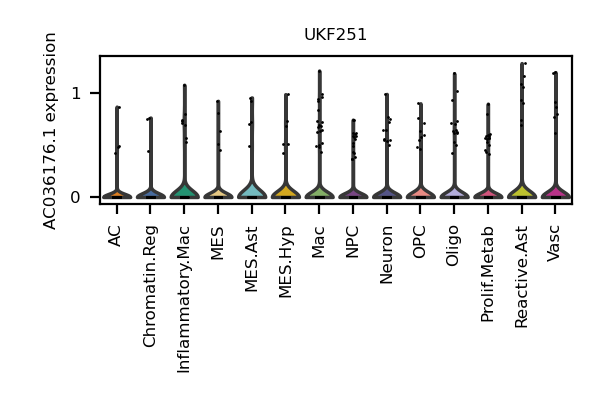 UKF251
AC036176.1 expression
1
0
AC
Chromatin.Reg
Inflammatory.Mac
MES
MES.Ast
MES.Hyp
Mac
NPC
Neuron
OPC
Oligo
Prolif.Metab
Reactive.Ast
Vasc